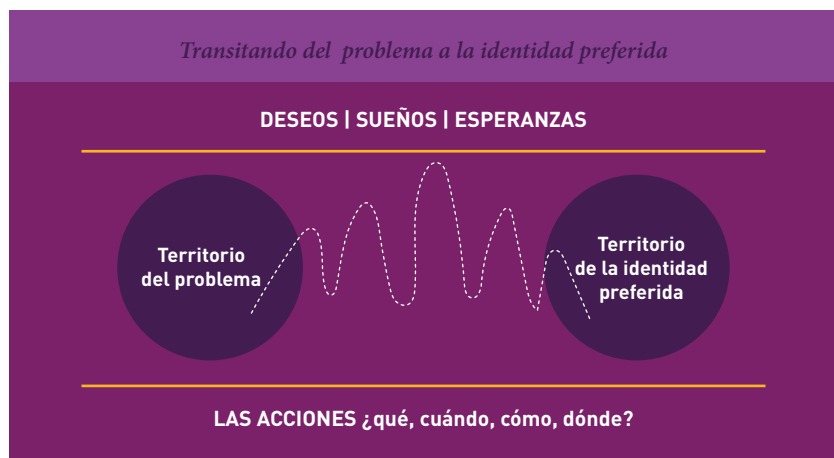 Transitando del problema a la identidad preferida
DESEOS | SUEÑOS | ESPERANZAS
Territorio
del problema
Territorio
de la identidad
preferida
LAS ACCIONES ¿qué, cuándo, cómo, dónde?